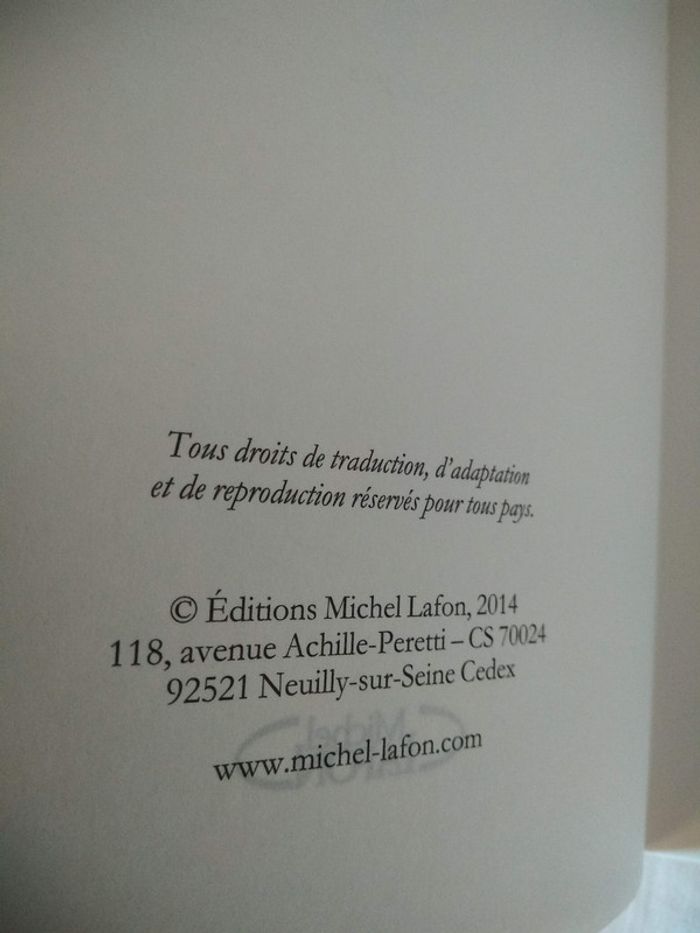 Tous droits de traduction, d'adaptation
et de reproduction réservés pour tous pays.
© Éditions Michel Lafon, 2014
118, avenue Achille-Peretti – CS 70024
92521 Neuilly-sur-Seine Cedex
www.michel-lafon.com